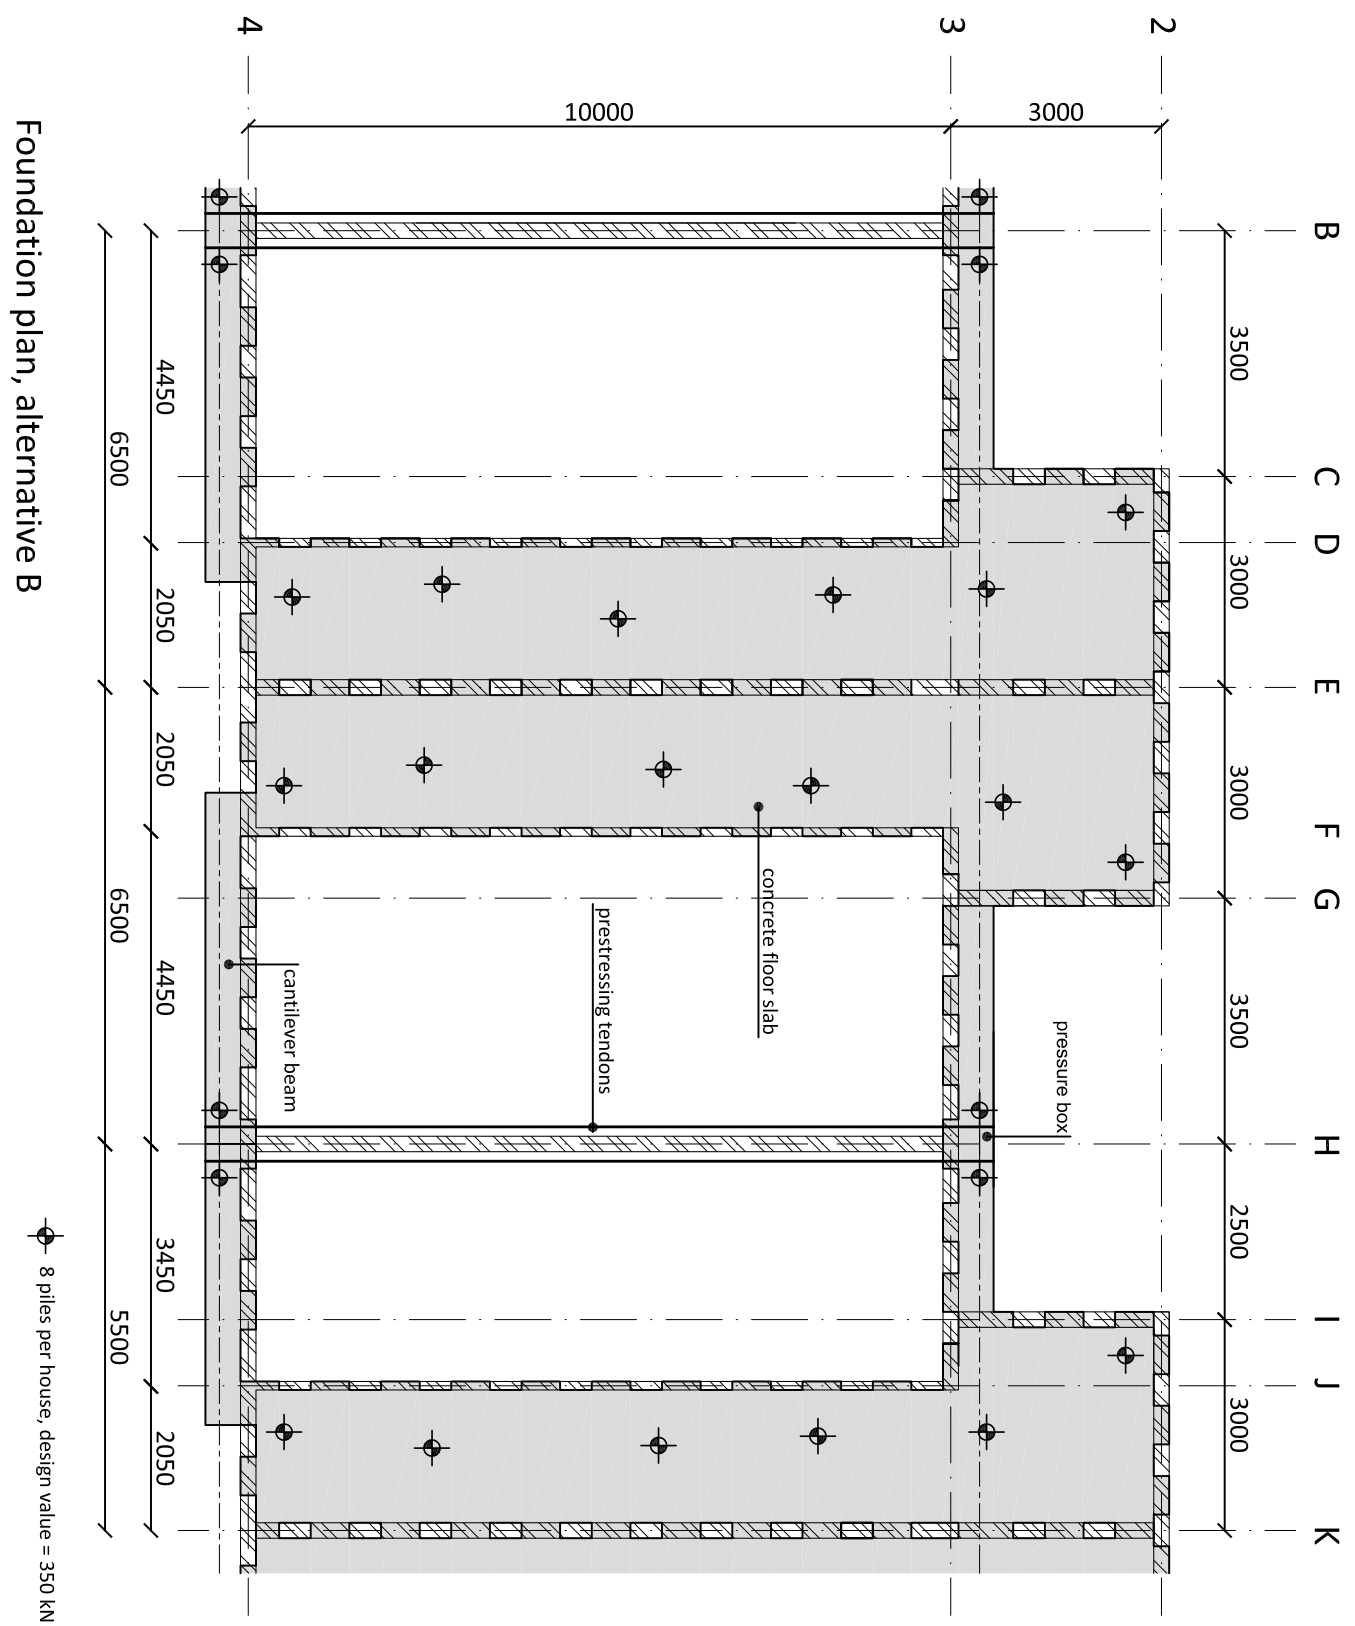 4
3
2
10000
3000
B
C
D
E
F
G
H
I
J
K
3500
3000
3000
3500
2500
3000
4450
2050
2050
4450
3450
2050
6500
6500
5500
concrete floor slab
prestressing tendons
cantilever beam
pressure box
Foundation plan, alternative B
8 piles per house, design value = 350 kN